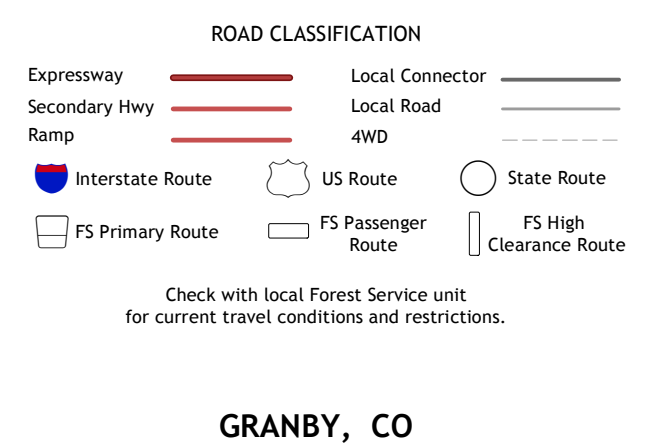 ROAD CLASSIFICATION
Expressway
Local Connector
Secondary Hwy
Local Road
Ramp
4WD
Interstate Route
US Route
State Route
FS Primary Route
FS Passenger
Route
FS High
Clearance Route
Check with local Forest Service unit
for current travel conditions and restrictions.
GRANBY, CO